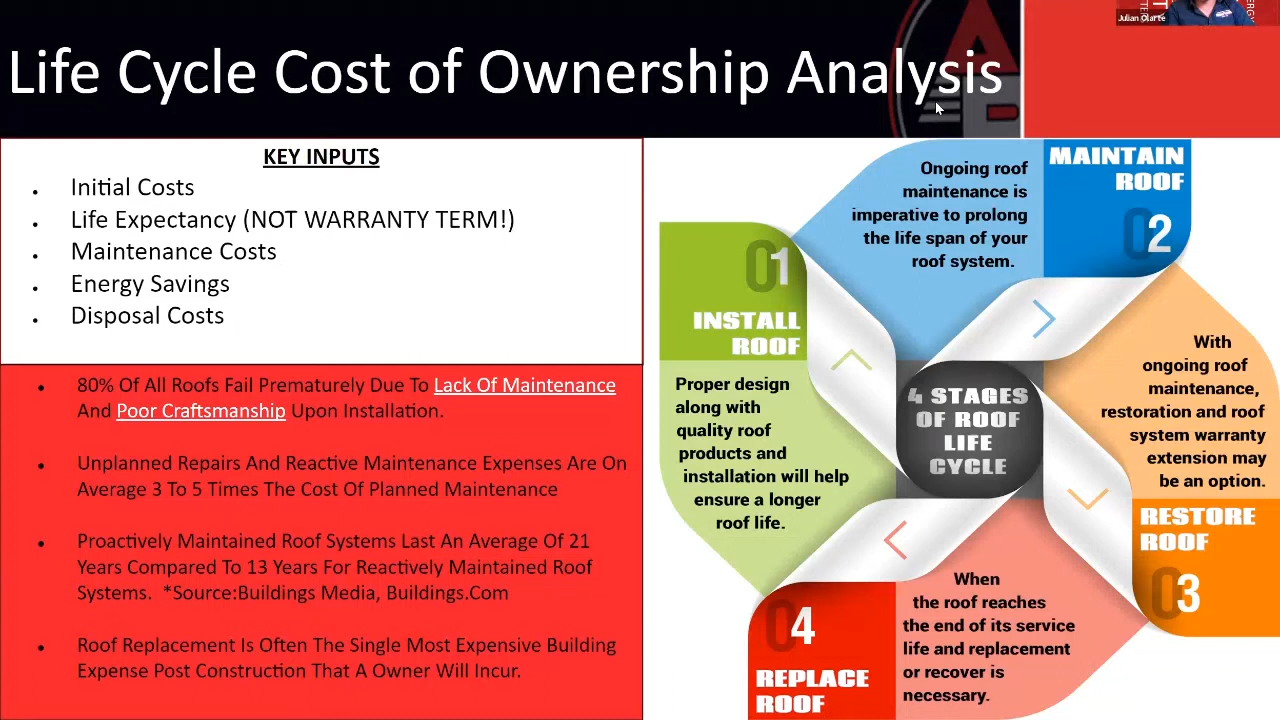 Julian Olarte
Life Cycle Cost of Ownership Analysis
KEY INPUTS
• Initial Costs
• Life Expectancy (NOT WARRANTY TERM!)
• Maintenance Costs
• Energy Savings
• Disposal Costs
• 80% Of All Roofs Fail Prematurely Due To Lack Of Maintenance
And Poor Craftsmanship Upon Installation.
• Unplanned Repairs And Reactive Maintenance Expenses Are On
Average 3 To 5 Times The Cost Of Planned Maintenance
• Proactively Maintained Roof Systems Last An Average Of 21
Years Compared To 13 Years For Reactively Maintained Roof
Systems. *Source:Buildings Media, Buildings.Com
• Roof Replacement Is Often The Single Most Expensive Building
Expense Post Construction That A Owner Will Incur.
4 STAGES
OF ROOF
LIFE
CYCLE
01
INSTALL
ROOF
Proper design
along with
quality roof
products and
installation will help
ensure a longer
roof life.
MAINTAIN
ROOF
02
Ongoing roof
maintenance is
imperative to prolong
the life span of your
roof system.
With
ongoing roof
maintenance,
restoration and roof
system warranty
extension may
be an option.
RESTORE
ROOF
03
04
REPLACE
ROOF
When
the roof reaches
the end of its service
life and replacement
or recover is
necessary.